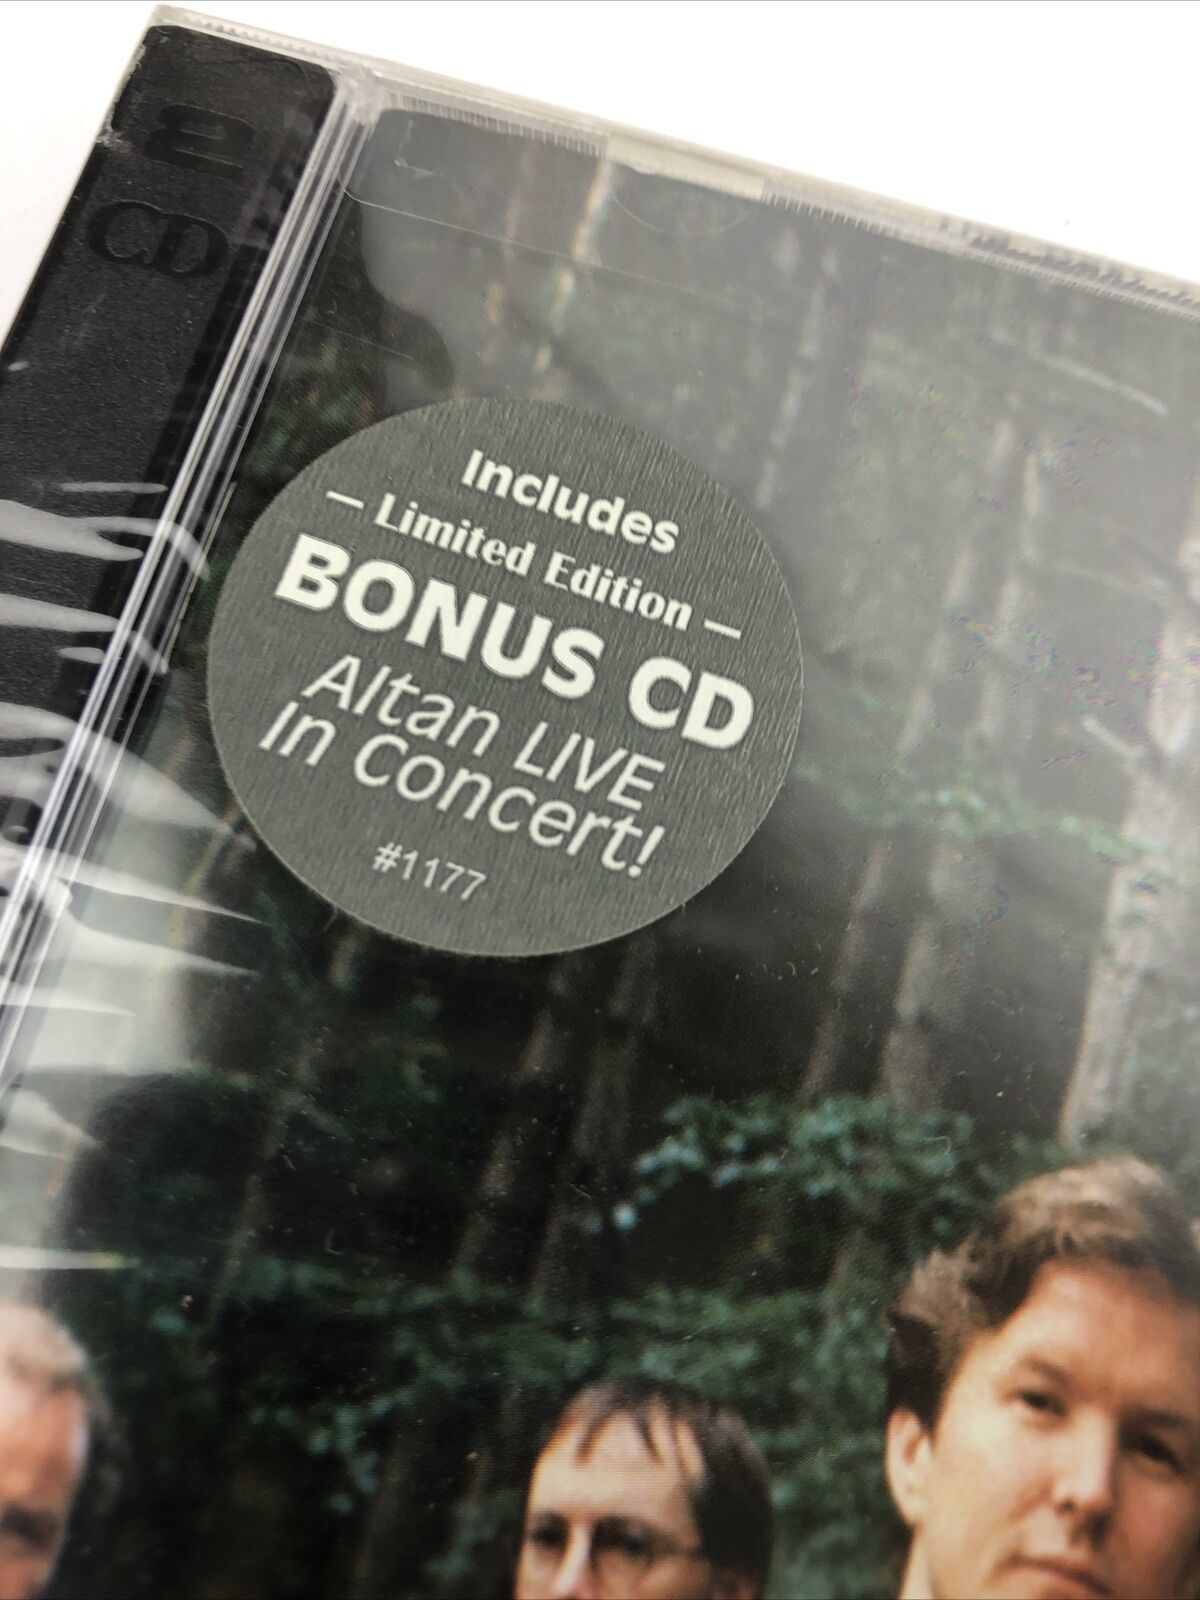 2
CD
Includes
— Limited Edition —
BONUS CD
Altan LIVE
In Concert!
#1177